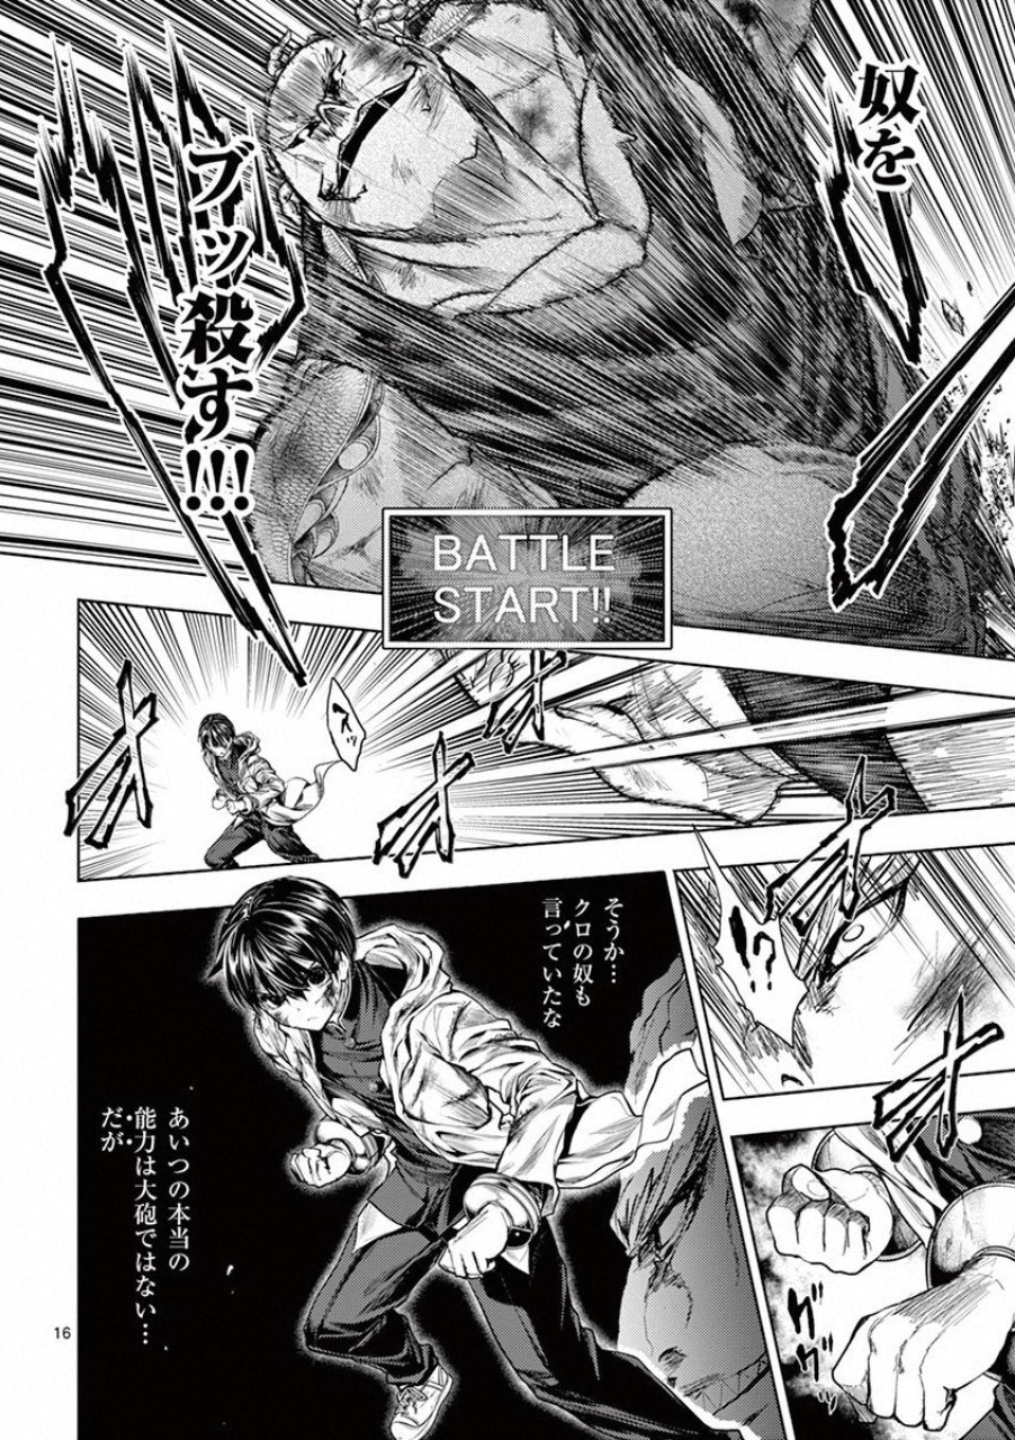 奴を
ブッ殺す!!!
BATTLE
START!!
オ
オ
スッ
オ
オ
!?
オ
グ
グ
そうか…
クロの奴も
言っていたな
あいつの本当の
能力は大砲ではない…
だが
16